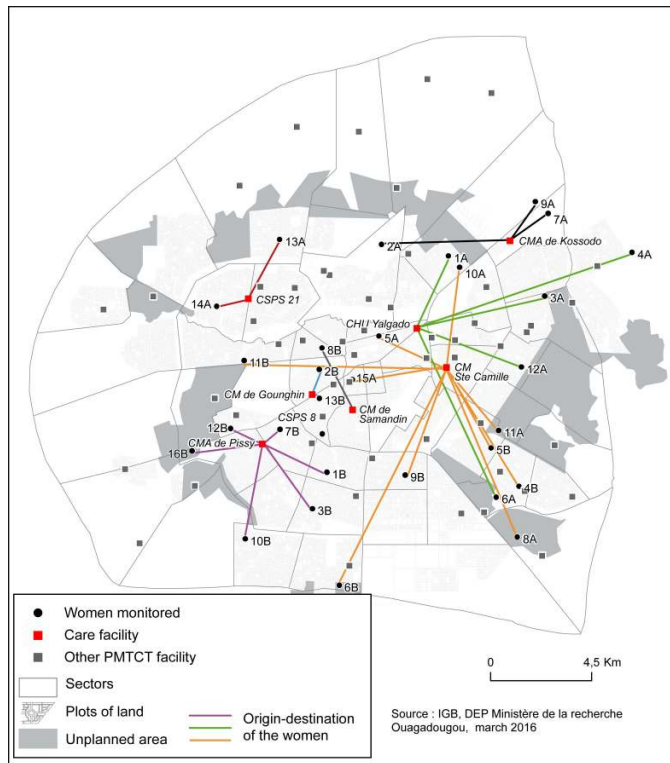 9A
7A
13A
2A
CMA de Kossodo
1A
4A
10A
14A
CSPS 21
3A
CHU Yalgado
5A
8B
11B
2B
CM
Ste Camille
12A
15A
CM de Gounghin
13B
CM de
Samandin
CSPS 8
12B
7B
11A
CMA de Pissy
5B
16B
1B
9B
4B
6A
3B
10B
8A
6B
Women monitored
Care facility
Other PMTCT facility
Sectors
Plots of land
Unplanned area
Origin-destination
of the women
0
4,5 Km
Source : IGB, DEP Ministère de la recherche
Ouagadougou, march 2016